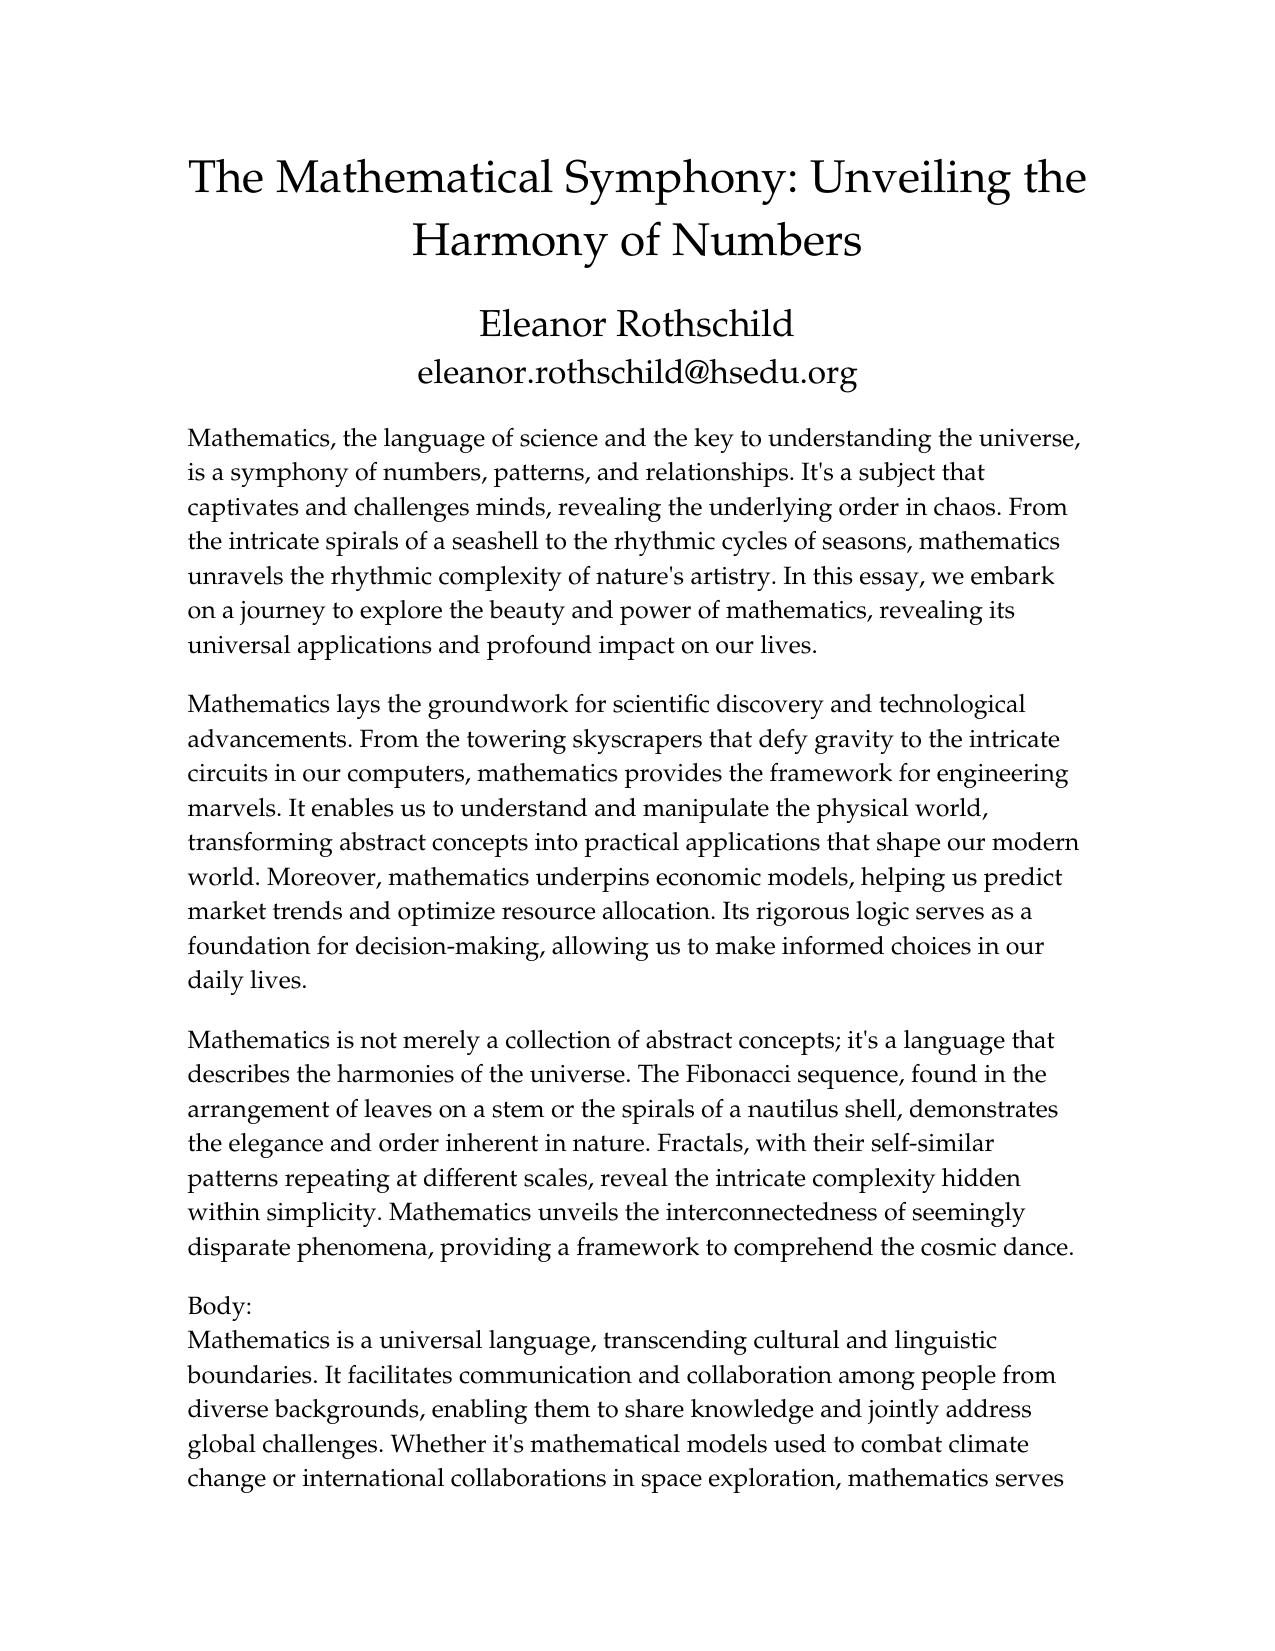 The Mathematical Symphony: Unveiling the
Harmony of Numbers
Eleanor Rothschild
eleanor.rothschild@hsedu.org
Mathematics, the language of science and the key to understanding the universe,
is a symphony of numbers, patterns, and relationships. It's a subject that
captivates and challenges minds, revealing the underlying order in chaos. From
the intricate spirals of a seashell to the rhythmic cycles of seasons, mathematics
unravels the rhythmic complexity of nature's artistry. In this essay, we embark
on a journey to explore the beauty and power of mathematics, revealing its
universal applications and profound impact on our lives.
Mathematics lays the groundwork for scientific discovery and technological
advancements. From the towering skyscrapers that defy gravity to the intricate
circuits in our computers, mathematics provides the framework for engineering
marvels. It enables us to understand and manipulate the physical world,
transforming abstract concepts into practical applications that shape our modern
world. Moreover, mathematics underpins economic models, helping us predict
market trends and optimize resource allocation. Its rigorous logic serves as a
foundation for decision-making, allowing us to make informed choices in our
daily lives.
Mathematics is not merely a collection of abstract concepts; it's a language that
describes the harmonies of the universe. The Fibonacci sequence, found in the
arrangement of leaves on a stem or the spirals of a nautilus shell, demonstrates
the elegance and order inherent in nature. Fractals, with their self-similar
patterns repeating at different scales, reveal the intricate complexity hidden
within simplicity. Mathematics unveils the interconnectedness of seemingly
disparate phenomena, providing a framework to comprehend the cosmic dance.
Body:
Mathematics is a universal language, transcending cultural and linguistic
boundaries. It facilitates communication and collaboration among people from
diverse backgrounds, enabling them to share knowledge and jointly address
global challenges. Whether it's mathematical models used to combat climate
change or international collaborations in space exploration, mathematics serves